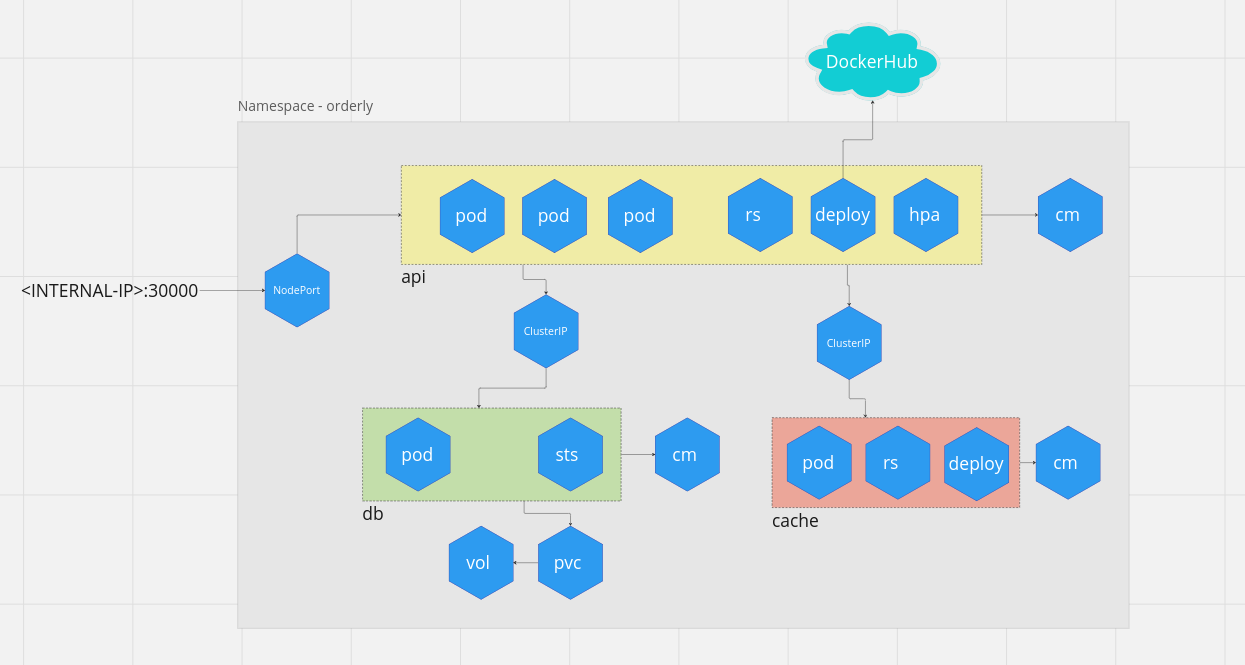 DockerHub
Namespace - orderly
pod
pod
pod
rs
deploy
hpa
cm
api
<INTERNAL-IP>:30000
NodePort
ClusterIP
ClusterIP
pod
sts
cm
pod
rs
deploy
cm
db
cache
vol
pvc